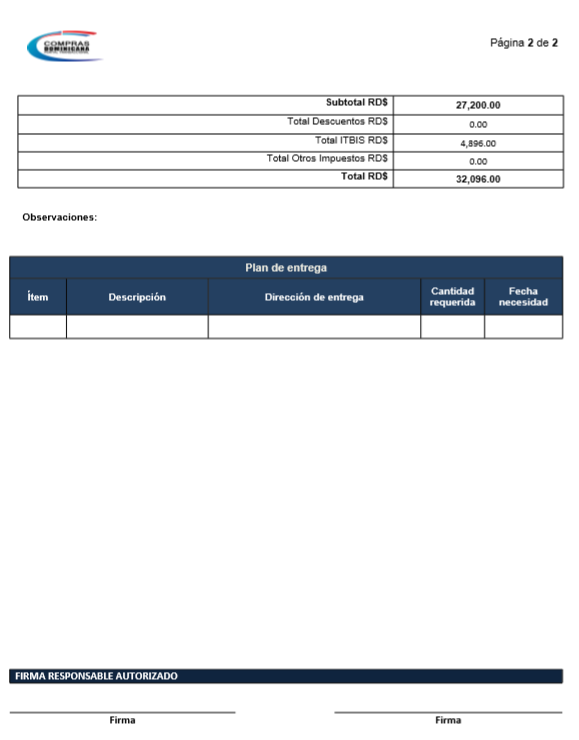 COMPRAS
DOMINICANA
Página 2 de 2
Subtotal RD$ 27,200.00
Total Descuentos RD$ 0.00
Total ITBIS RD$ 4,896.00
Total Otros Impuestos RD$ 0.00
Total RD$ 32,096.00
Observaciones:
Plan de entrega
Ítem Descripción Dirección de entrega Cantidad requerida Fecha necesidad
FIRMA RESPONSABLE AUTORIZADO
Firma Firma